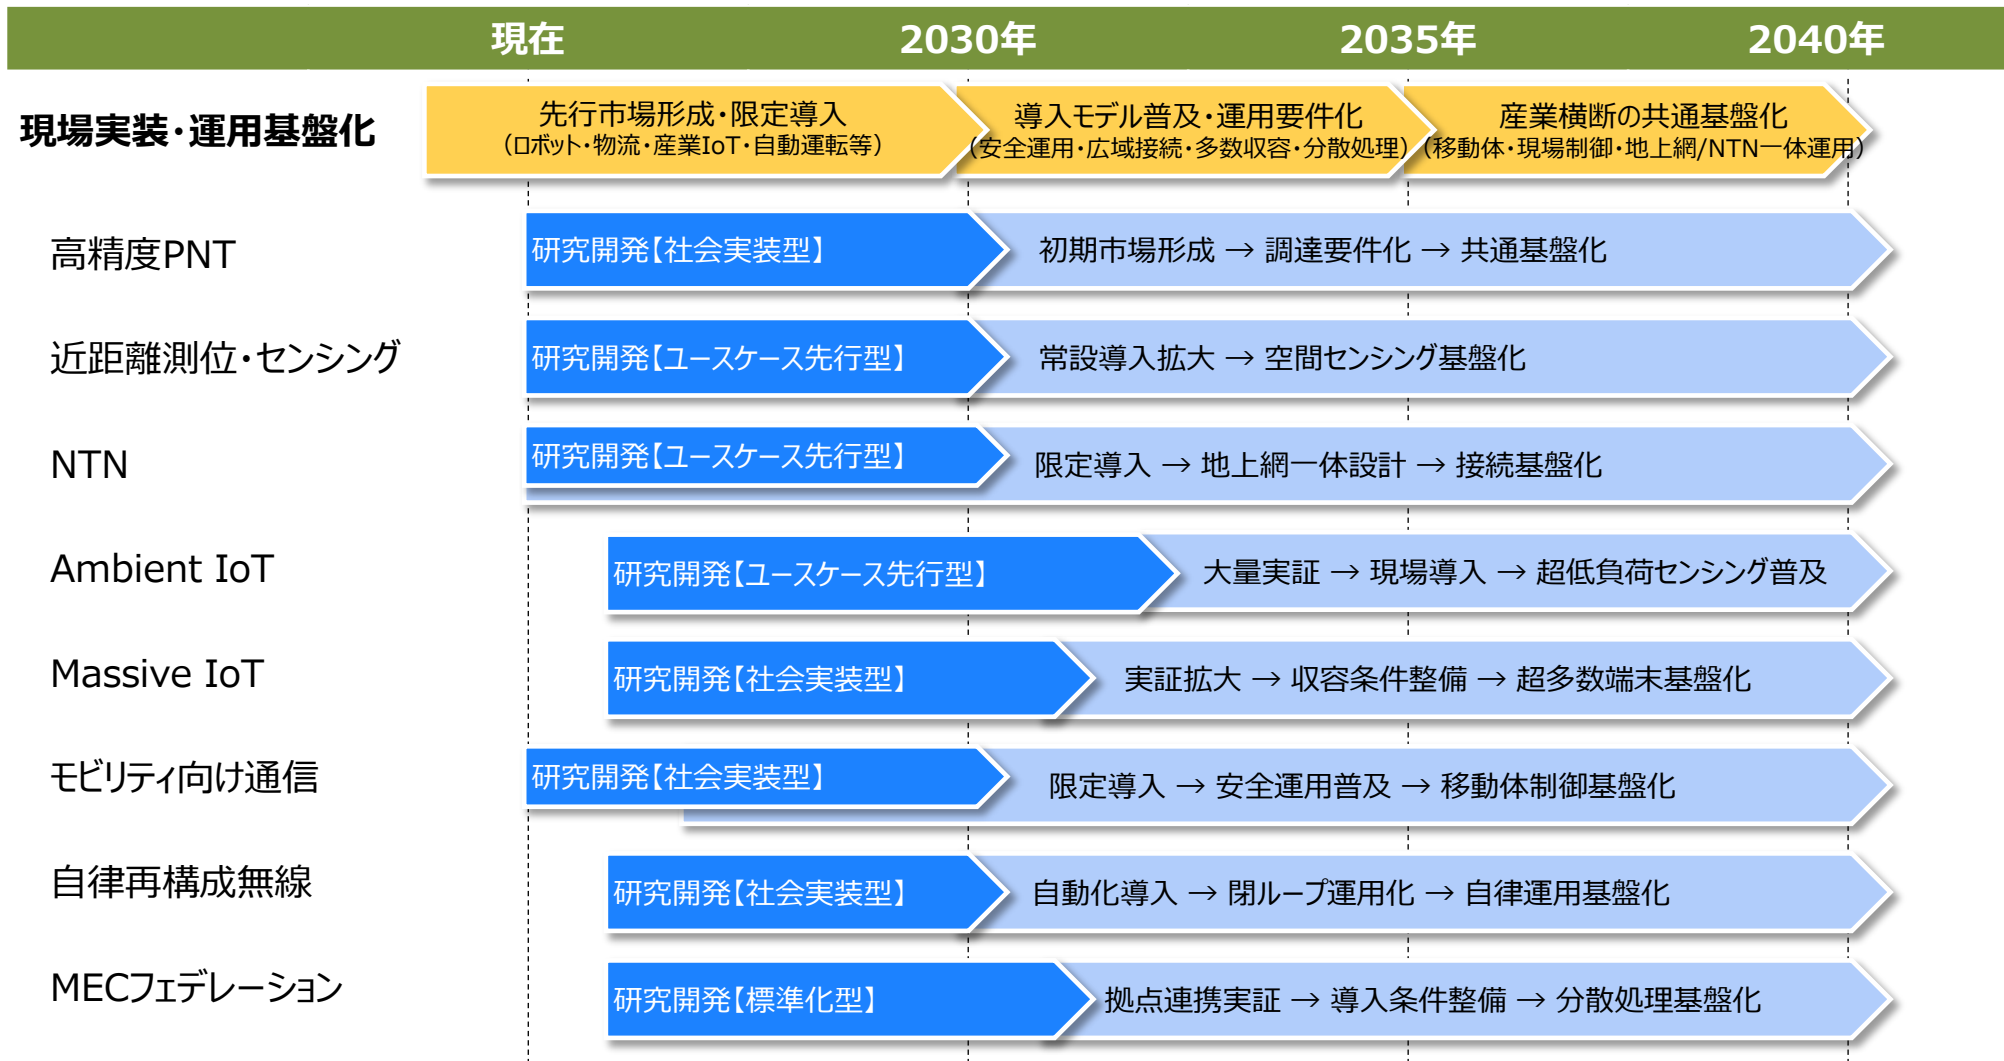 現在 2030年 2035年 2040年
現場実装・運用基盤化
先行市場形成・限定導入
（ロボット・物流・産業IoT・自動運転等）
導入モデル普及・運用要件化
（安全運用・広域接続・多数収容・分散処理）
産業横断の共通基盤化
（移動体・現場制御・地上網/NTN一体運用）
高精度PNT
研究開発【社会実装型】
初期市場形成 → 調達要件化 → 共通基盤化
近距離測位・センシング
研究開発【ユースケース先行型】
常設導入拡大 → 空間センシング基盤化
NTN
研究開発【ユースケース先行型】
限定導入 → 地上網一体設計 → 接続基盤化
Ambient IoT
研究開発【ユースケース先行型】
大量実証 → 現場導入 → 超低負荷センシング普及
Massive IoT
研究開発【社会実装型】
実証拡大 → 収容条件整備 → 超多数端末基盤化
モビリティ向け通信
研究開発【社会実装型】
限定導入 → 安全運用普及 → 移動体制御基盤化
自律再構成無線
研究開発【社会実装型】
自動化導入 → 閉ループ運用化 → 自律運用基盤化
MECフェデレーション
研究開発【標準化型】
拠点連携実証 → 導入条件整備 → 分散処理基盤化